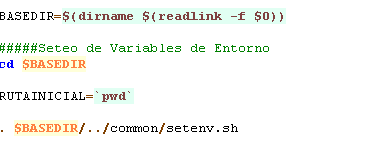 BASEDIR=$(dirname $(readlink -f $0))
#####Seteo de Variables de Entorno
cd $BASEDIR
RUTAINICIAL=`pwd`
. $BASEDIR/../common/setenv.sh